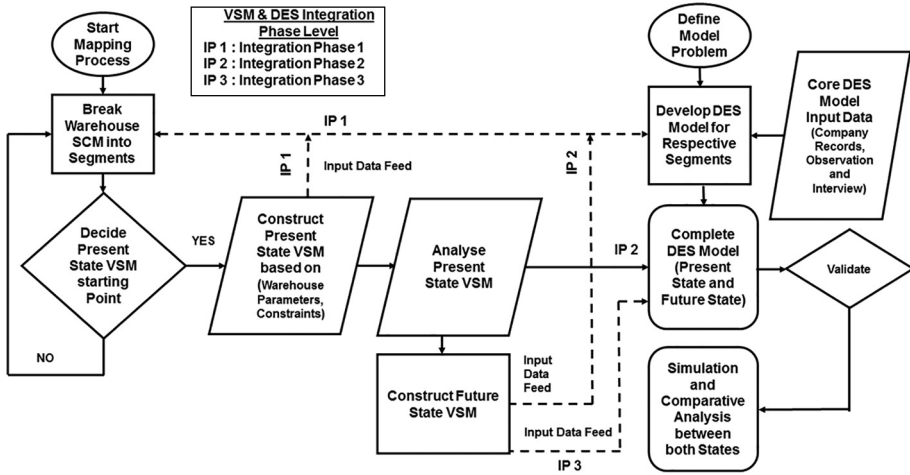 Start
Mapping
Process
VSM & DES Integration
Phase Level
IP 1 : Integration Phase 1
IP 2 : Integration Phase 2
IP 3 : Integration Phase 3
Define
Model
Problem
Break
Warehouse
SCM into
Segments
IP 1
IP 1
Input Data Feed
IP 2
Develop DES
Model for
Respective
Segments
Core DES
Model
Input Data
(Company
Records,
Observation
and
Interview)
Decide
Present
State VSM
starting
Point
YES
NO
Construct
Present
State VSM
based on
(Warehouse
Parameters,
Constraints)
Analyse
Present
State VSM
IP 2
Complete
DES Model
(Present
State and
Future State)
Validate
Construct Future
State VSM
Input
Data
Feed
Input Data Feed
IP 3
Simulation
and
Comparative
Analysis
between
both States